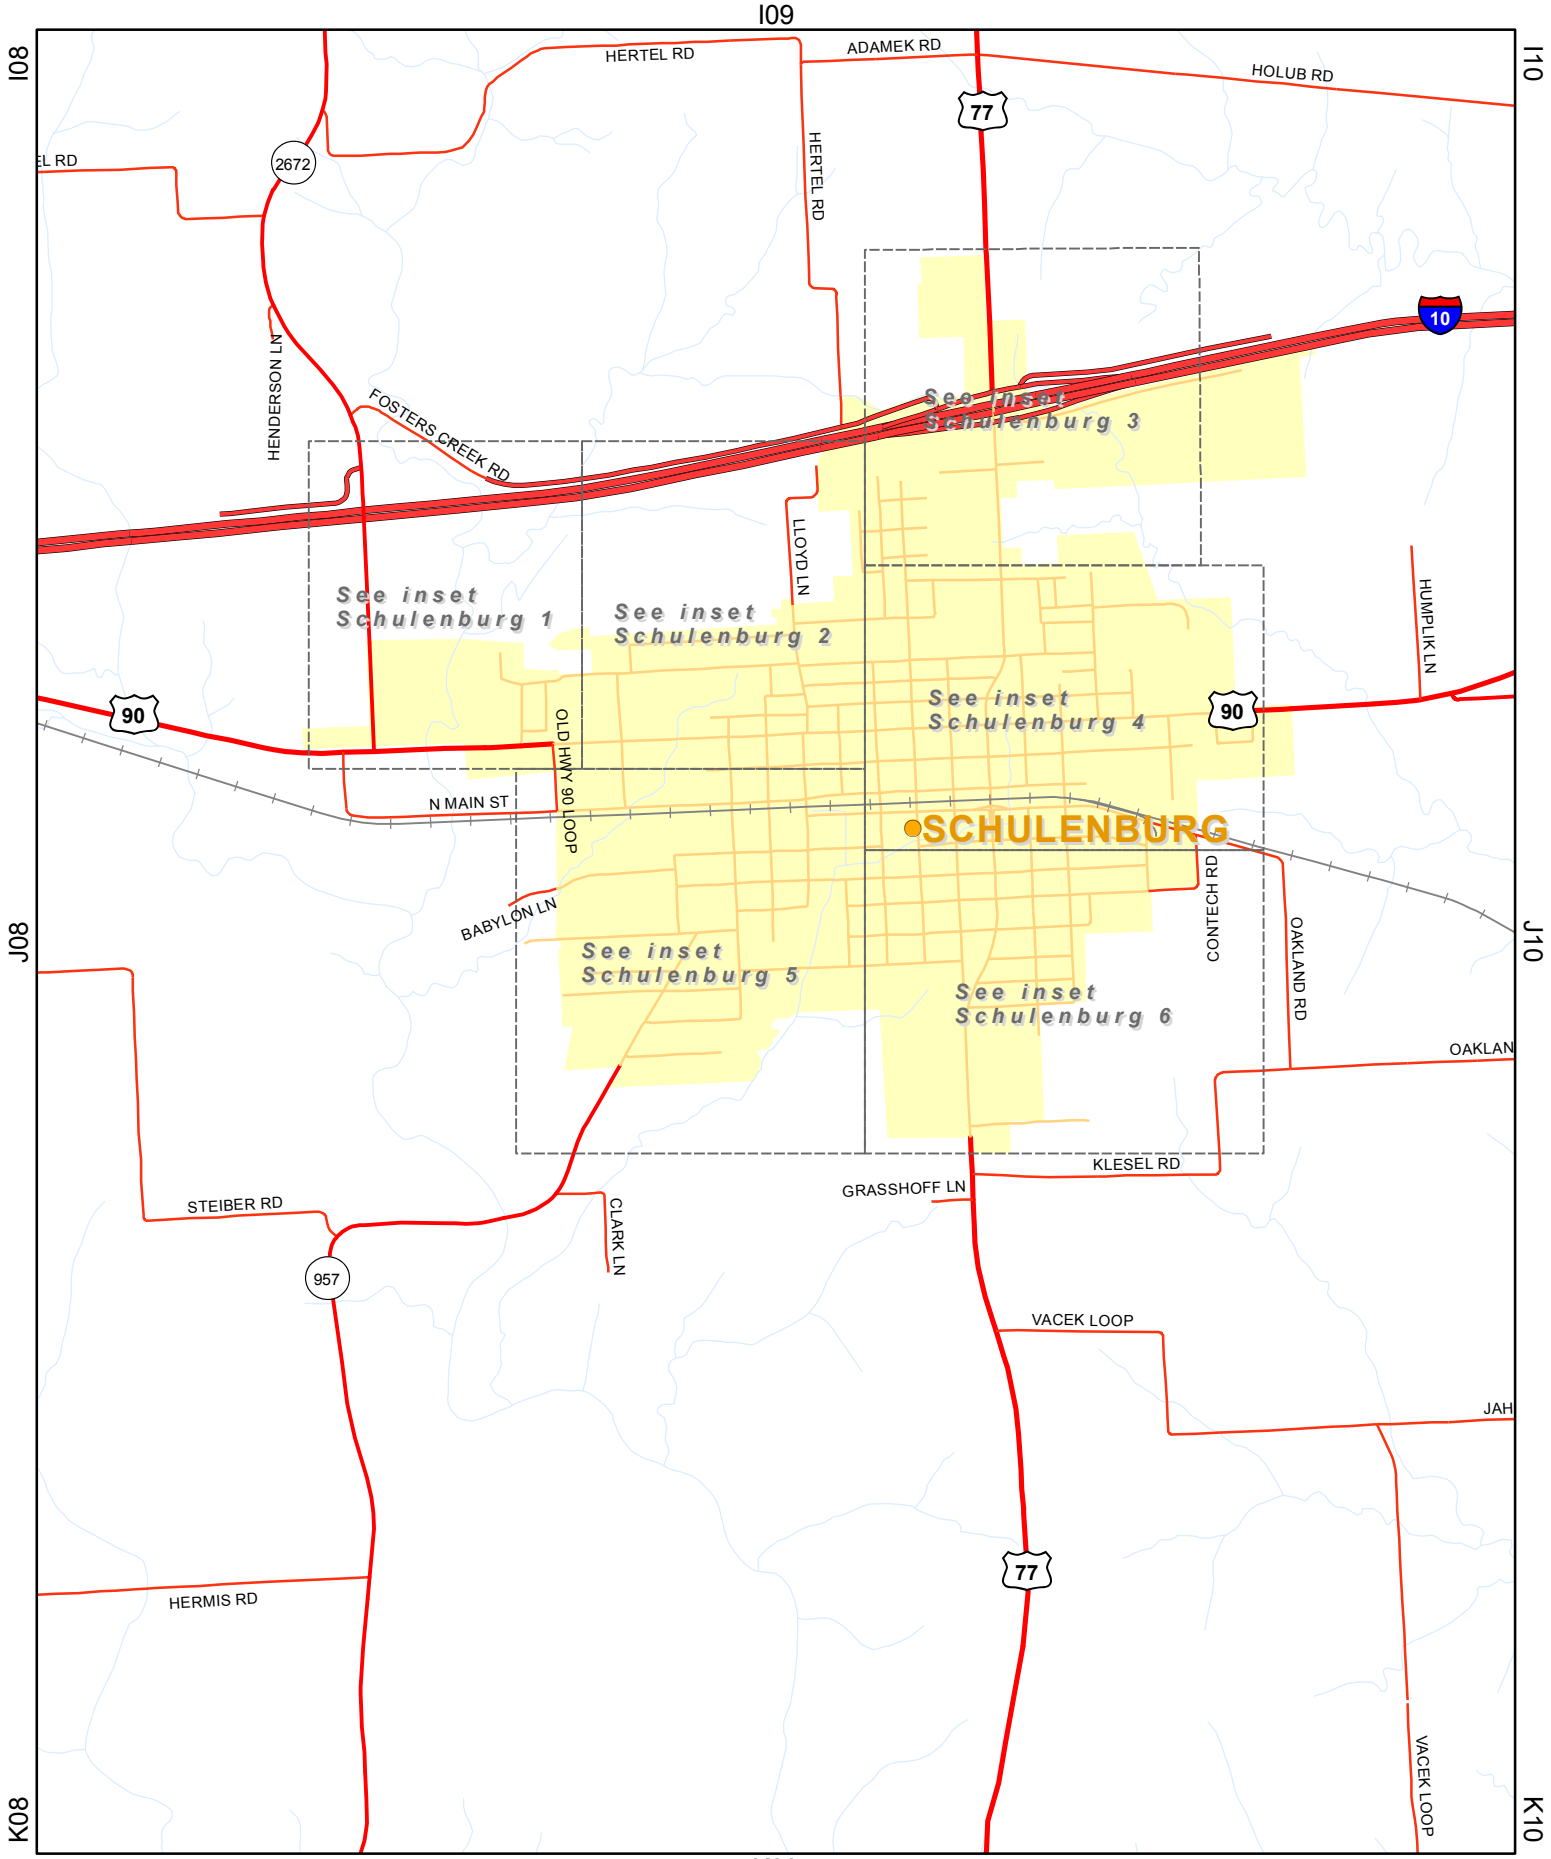 I09
I08
I10
HERTEL RD
ADAMEK RD
HOLUB RD
77
EL RD
2672
HERTEL RD
10
HENDERSON LN
FOSTERS CREEK RD
See inset
Schulenburg 3
LLOYD LN
See inset
Schulenburg 1
See inset
Schulenburg 2
HUMPLIK LN
See inset
Schulenburg 4
90
90
OLD HWY 90 LOOP
N MAIN ST
SCHULENBURG
CONTECH RD
BABYLON LN
J08
J10
OAKLAND RD
See inset
Schulenburg 5
See inset
Schulenburg 6
OAKLAN
KLESEL RD
GRASSHOFF LN
STEIBER RD
CLARK LN
957
VACEK LOOP
JAH
77
HERMIS RD
VACEK LOOP
K08
K10